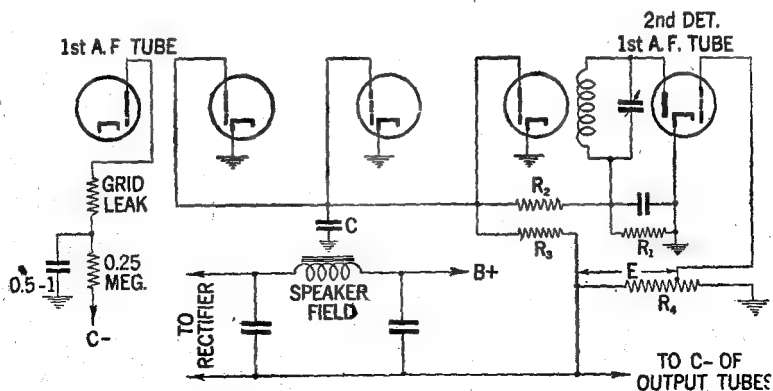 2ND DET.
1ST A.F. TUBE
1ST A.F TUBE
GRID
LEAK
0.5-1
0.25
MEG.
C-
C
R2
R3
R1
E
R4
SPEAKER
FIELD
B+
TO
RECTIFIER
TO C- OF
OUTPUT TUBES